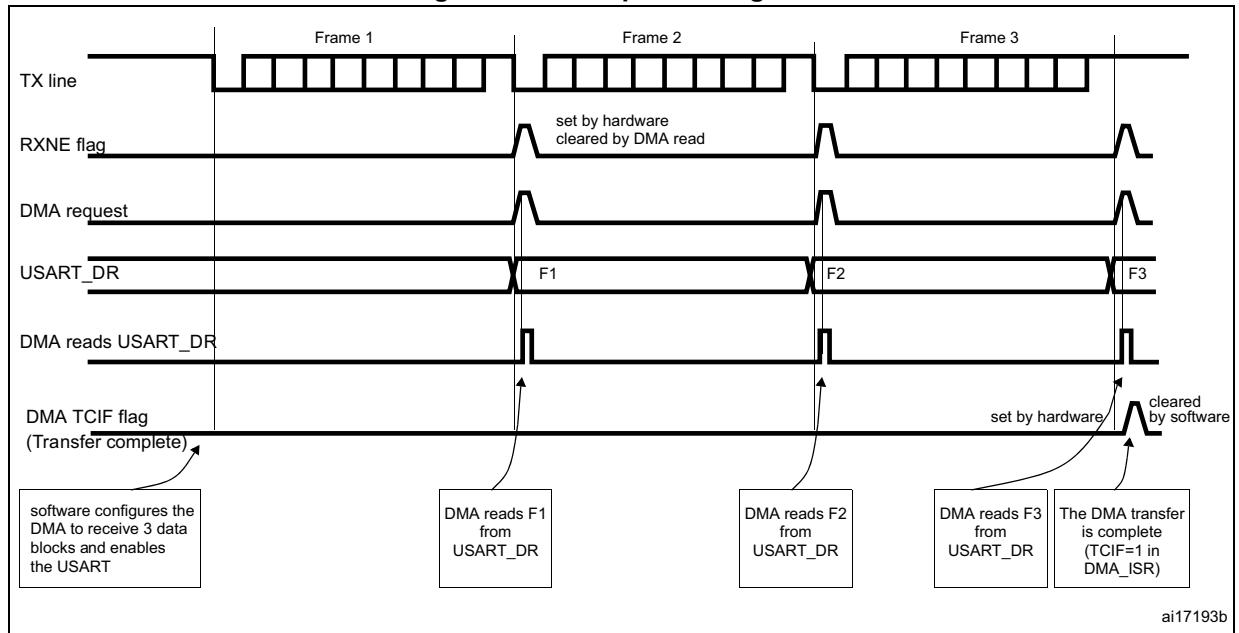 Frame 1 Frame 2 Frame 3
TX line
set by hardware
cleared by DMA read
RXNE flag
DMA request
USART_DR F1 F2 F3
DMA reads USART_DR
DMA TCIF flag
(Transfer complete)
set by hardware
cleared
by software
software configures the
DMA to receive 3 data
blocks and enables
the USART
DMA reads F1
from
USART_DR
DMA reads F2
from
USART_DR
DMA reads F3
from
USART_DR
The DMA transfer
is complete
(TCIF=1 in
DMA_ISR)
ai17193b